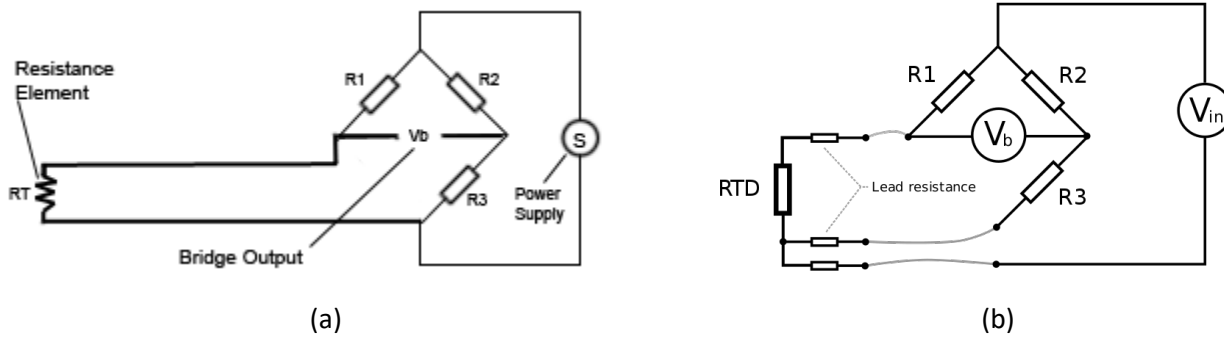 Resistance
Element
RT
R1
R2
Vb
R3
S
Power
Supply
Bridge Output
(a)
R1
R2
Vb
Vin
RTD
Lead resistance
R3
(b)